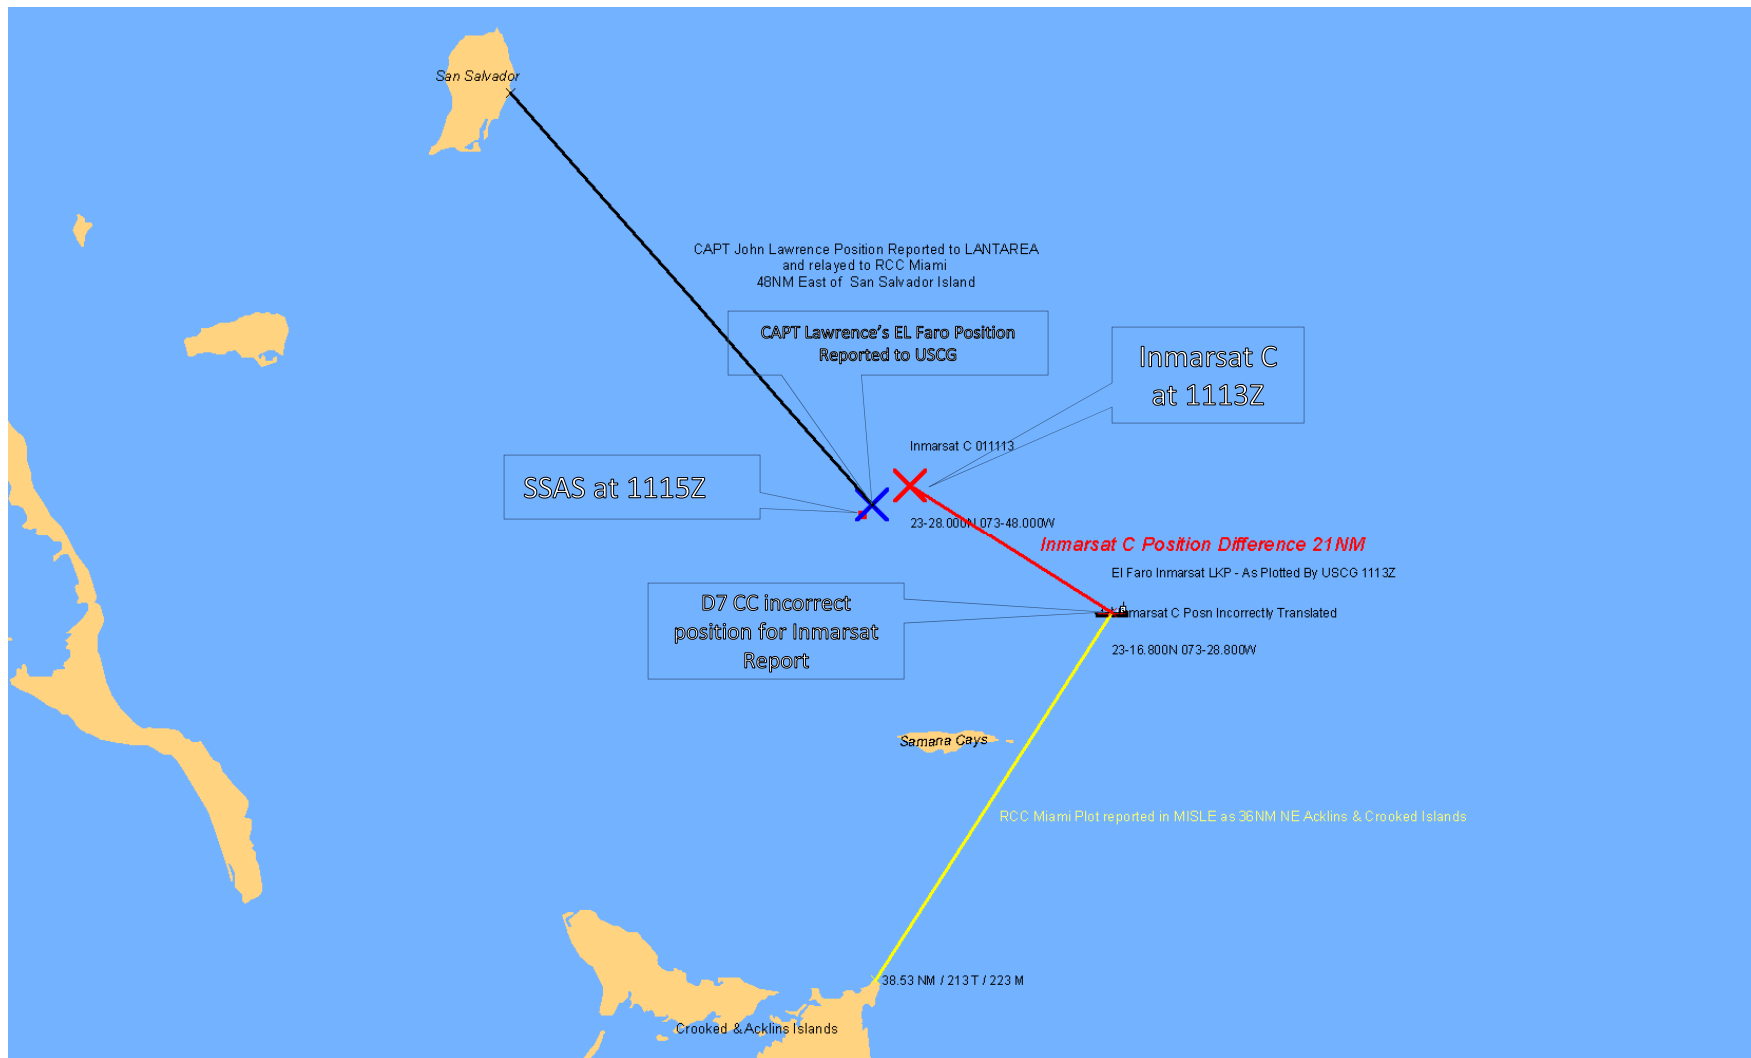 San Salvador
CAPT John Lawrence Position Reported to LANTAREA
and relayed to RCC Miami
48NM East of San Salvador Island
CAPT Lawrence's EL Faro Position
Reported to USCG
Inmarsat C
at 1113Z
Inmarsat C 011113
SSAS at 1115Z
23-28.000N 073-48.000W
Inmarsat C Position Difference 21NM
El Faro Inmarsat LKP - As Plotted By USCG 1113Z
D7 CC incorrect
position for Inmarsat
Report
Inmarsat C Posn Incorrectly Translated
23-16.800N 073-28.800W
Samana Cays
RCC Miami Plot reported in MISLE as 36NM NE Acklins & Crooked Islands
38.53 NM / 213 T / 223 M
Crooked & Acklins Islands